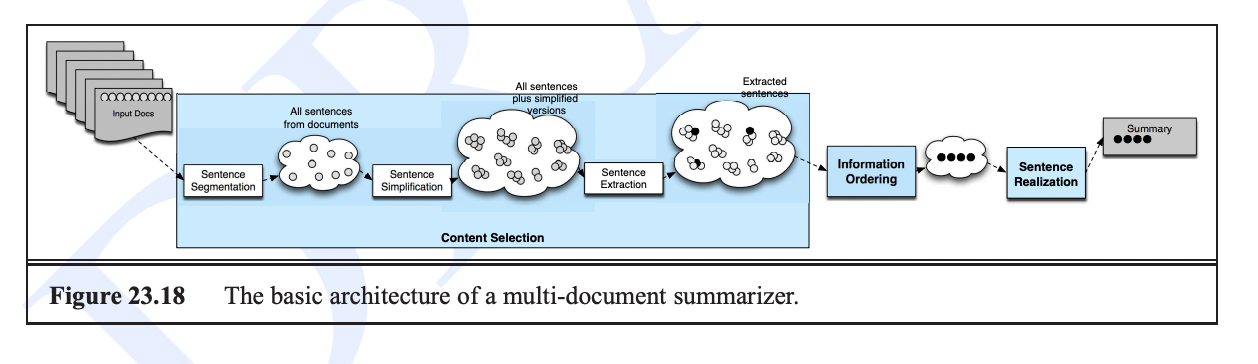 Input Docs
All sentences
from documents
All sentences
plus simplified
versions
Extracted
sentences
Sentence
Segmentation
Sentence
Simplification
Sentence
Extraction
Content Selection
Information
Ordering
Sentence
Realization
Summary
Figure 23.18 The basic architecture of a multi-document summarizer.